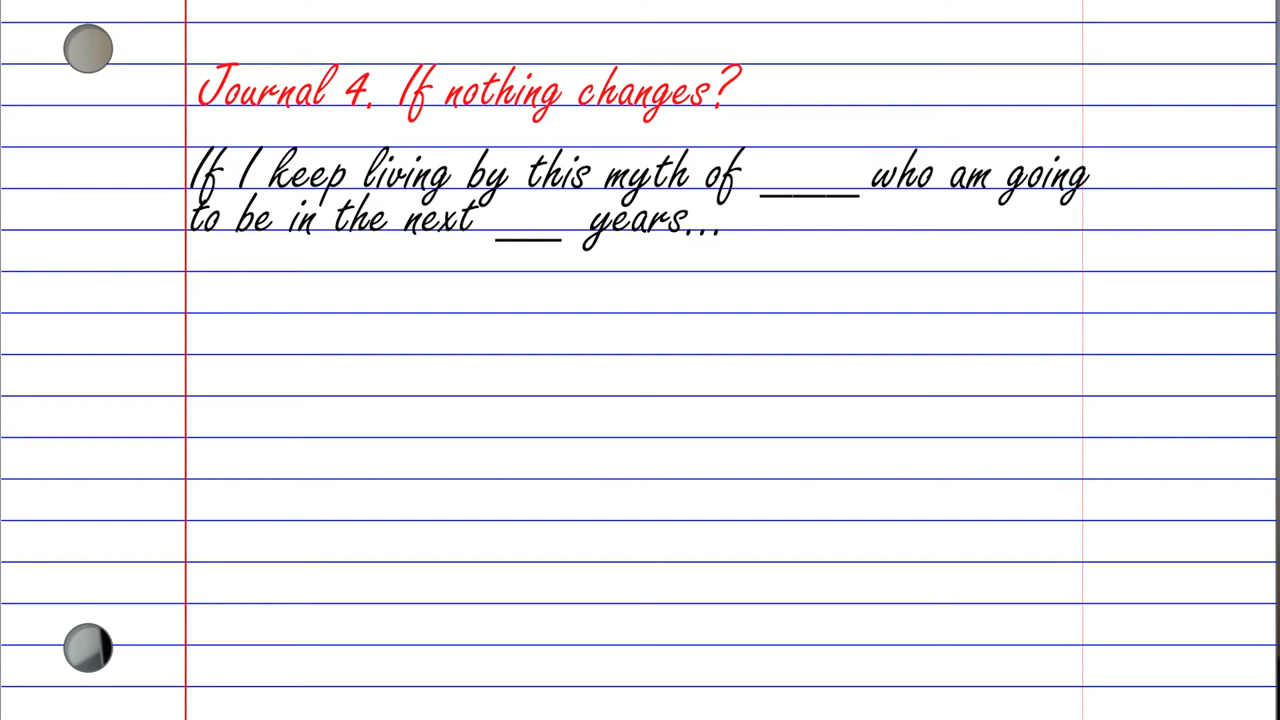 Journal 4. If nothing changes?
If I keep living by this myth of ____ who am going
to be in the next ___ years...